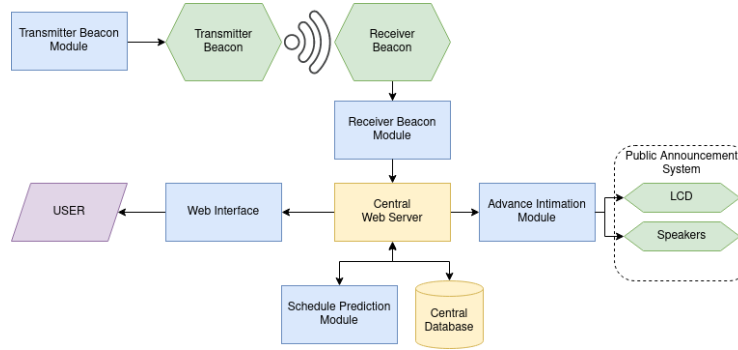 Transmitter Beacon
Module
Transmitter
Beacon
Receiver
Beacon
Receiver Beacon
Module
Public Announcement
System
USER
Web Interface
Central
Web Server
Advance Intimation
Module
LCD
Speakers
Schedule Prediction
Module
Central
Database